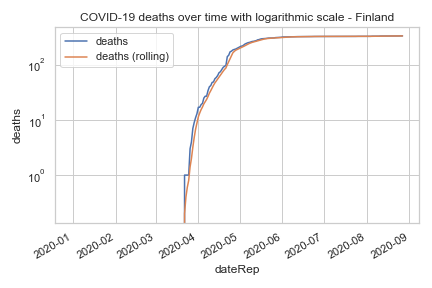 COVID-19 deaths over time with logarithmic scale - Finland
deaths
deaths (rolling)
10²
10¹
10⁰
deaths
2020-01
2020-02
2020-03
2020-04
2020-05
2020-06
2020-07
2020-08
2020-09
dateRep